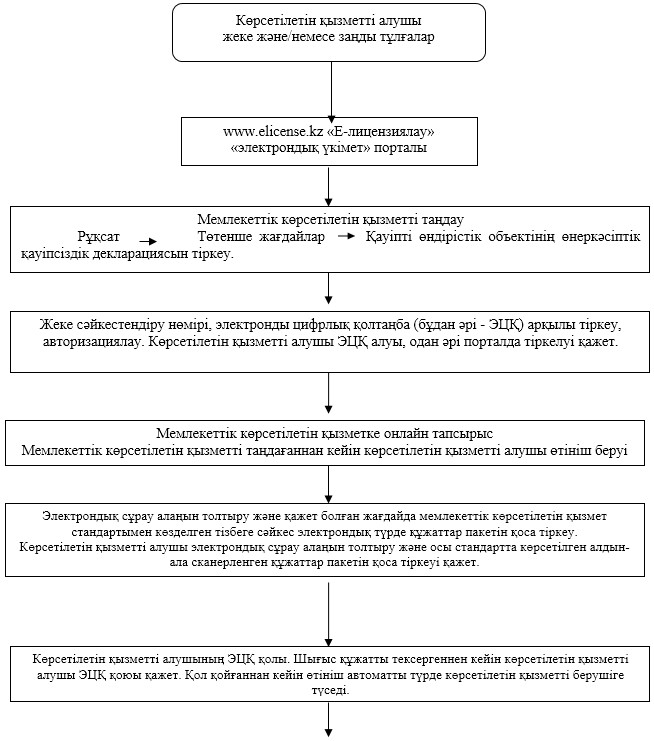 Көрсетілетін қызметті алушы
жеке және/немесе заңды тұлғалар
www.elicense.kz «Е-лицензиялау»
«электрондық үкімет» порталы
Мемлекеттік көрсетілетін қызметті таңдау
Рұқсат Төтенше жағдайлар Қауіпті өндірістік объектінің өнеркәсіптік
қауіпсіздік декларациясын тіркеу.
Жеке сәйкестендіру нөмірі, электронды цифрлық қолтаңба (бұдан әрі - ЭЦҚ) арқылы тіркеу,
авторизациялау. Көрсетілетін қызметті алушы ЭЦҚ алуы, одан әрі порталда тіркелуі қажет.
Мемлекеттік көрсетілетін қызметке онлайн тапсырыс
Мемлекеттік көрсетілетін қызметті таңдағаннан кейін көрсетілетін қызметті алушы өтініш беруі
Электрондық сұрау алаңын толтыру және қажет болған жағдайда мемлекеттік көрсетілетін қызмет
стандартымен көзделген тізбеге сәйкес электрондық түрде құжаттар пакетін қоса тіркеу.
Көрсетілетін қызметті алушы электрондық сұрау алаңын толтыру және осы стандартта көрсетілген алдын-
ала сканерленген құжаттар пакетін қоса тіркеуі қажет.
Көрсетілетін қызметті алушының ЭЦҚ қолы. Шығыс құжатты тексергеннен кейін көрсетілетін қызметті
алушы ЭЦҚ қоюы қажет. Қол қойғаннан кейін өтініш автоматты түрде көрсетілетін қызметті берушіге
түседі.